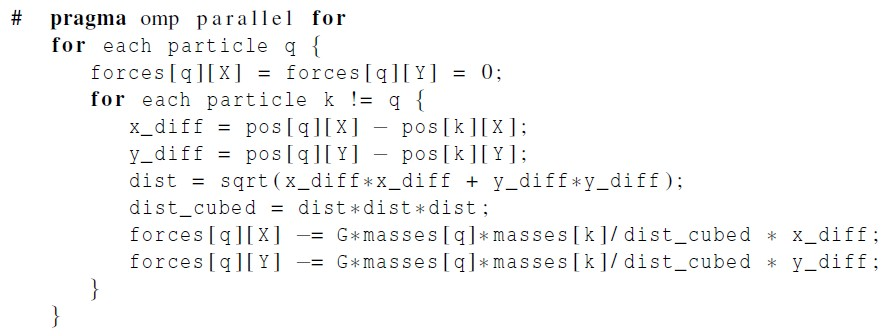 # pragma omp parallel for
for each particle q {
forces[q][X] = forces[q][Y] = 0;
for each particle k != q {
x_diff = pos[q][X] − pos[k][X];
y_diff = pos[q][Y] − pos[k][Y];
dist = sqrt(x_diff*x_diff + y_diff*y_diff);
dist_cubed = dist*dist*dist;
forces[q][X] −= G*masses[q]*masses[k]/dist_cubed * x_diff;
forces[q][Y] −= G*masses[q]*masses[k]/dist_cubed * y_diff;
}
}